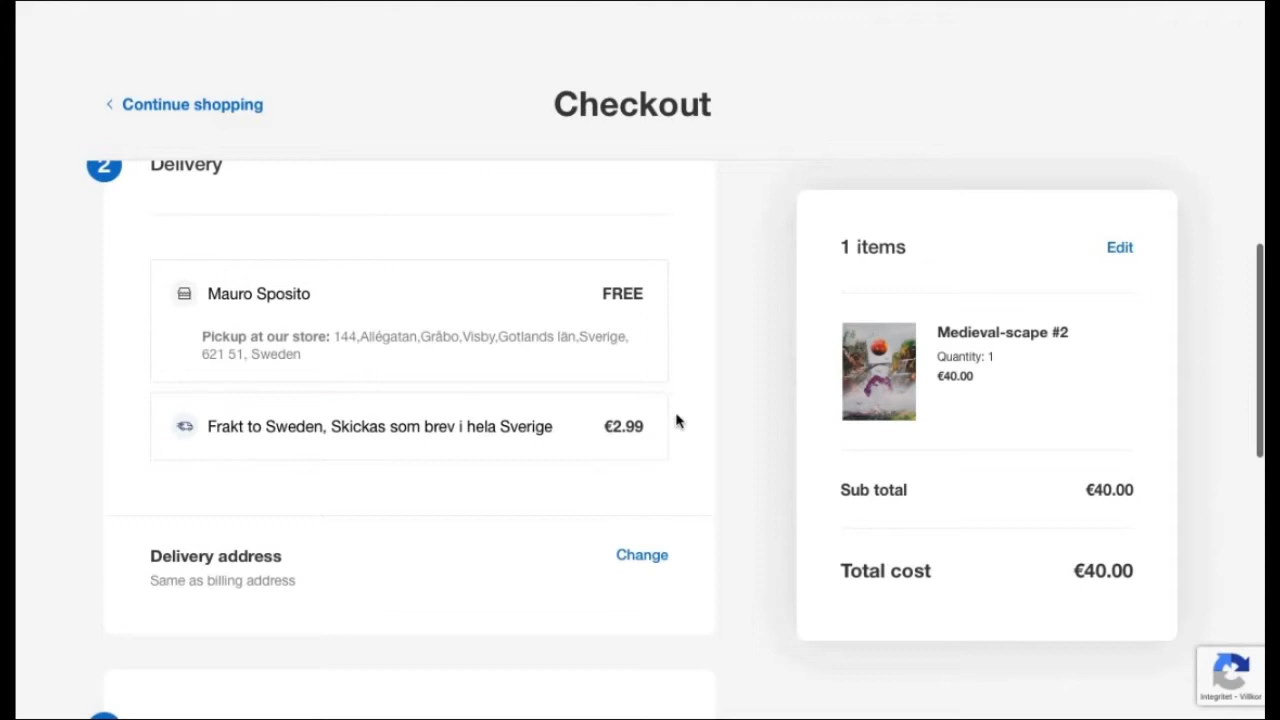 Continue shopping
Checkout
2
Delivery
Mauro Sposito
FREE
Pickup at our store: 144,Allégatan,Gråbo,Visby,Gotlands län,Sverige,
621 51, Sweden
Frakt to Sweden, Skickas som brev i hela Sverige
€2.99
Delivery address
Change
Same as billing address
1 items
Edit
Medieval-scape #2
Quantity: 1
€40.00
Sub total
€40.00
Total cost
€40.00
Integritet - Villkor